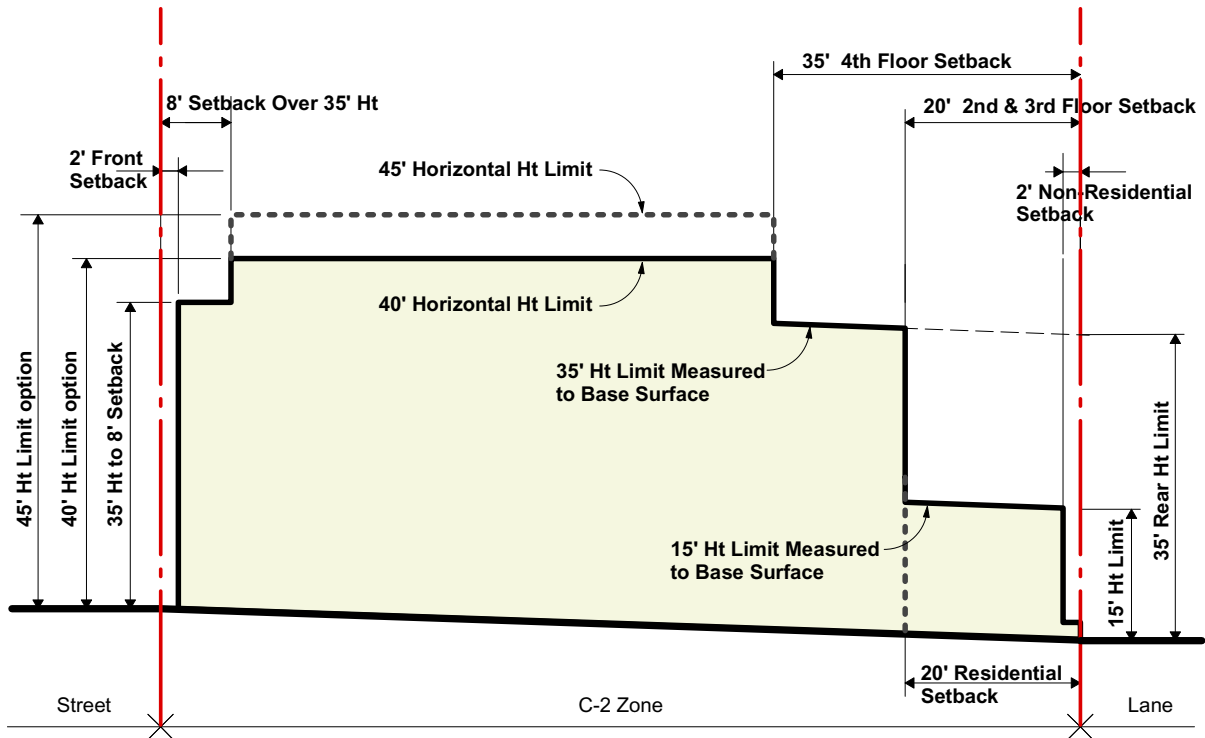 35'  4th Floor Setback
8' Setback Over 35' Ht
20'  2nd & 3rd Floor Setback
2' Front
Setback
45' Horizontal Ht Limit
2' Non-Residential
Setback
40' Horizontal Ht Limit
35' Ht Limit Measured
to Base Surface
45' Ht Limit option
40' Ht Limit option
35' Ht to 8' Setback
15' Ht Limit Measured
to Base Surface
15' Ht Limit
35' Rear Ht Limit
20' Residential
Setback
Street
C-2 Zone
Lane